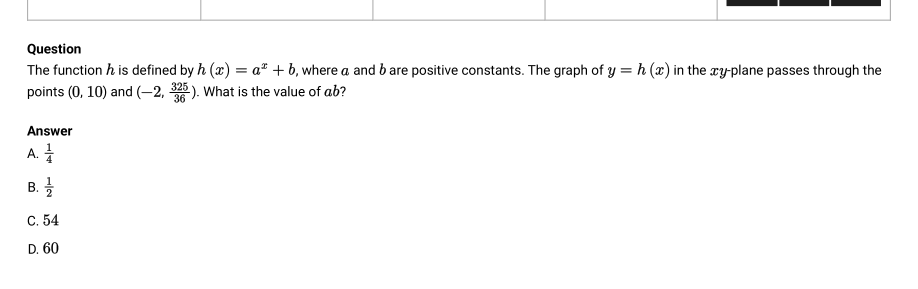 Question
The function h is defined by h (x) = aˣ + b, where a and b are positive constants. The graph of y = h (x) in the xy-plane passes through the
points (0, 10) and (−2, 325/36). What is the value of ab?
Answer
A. 1/4
B. 1/2
C. 54
D. 60